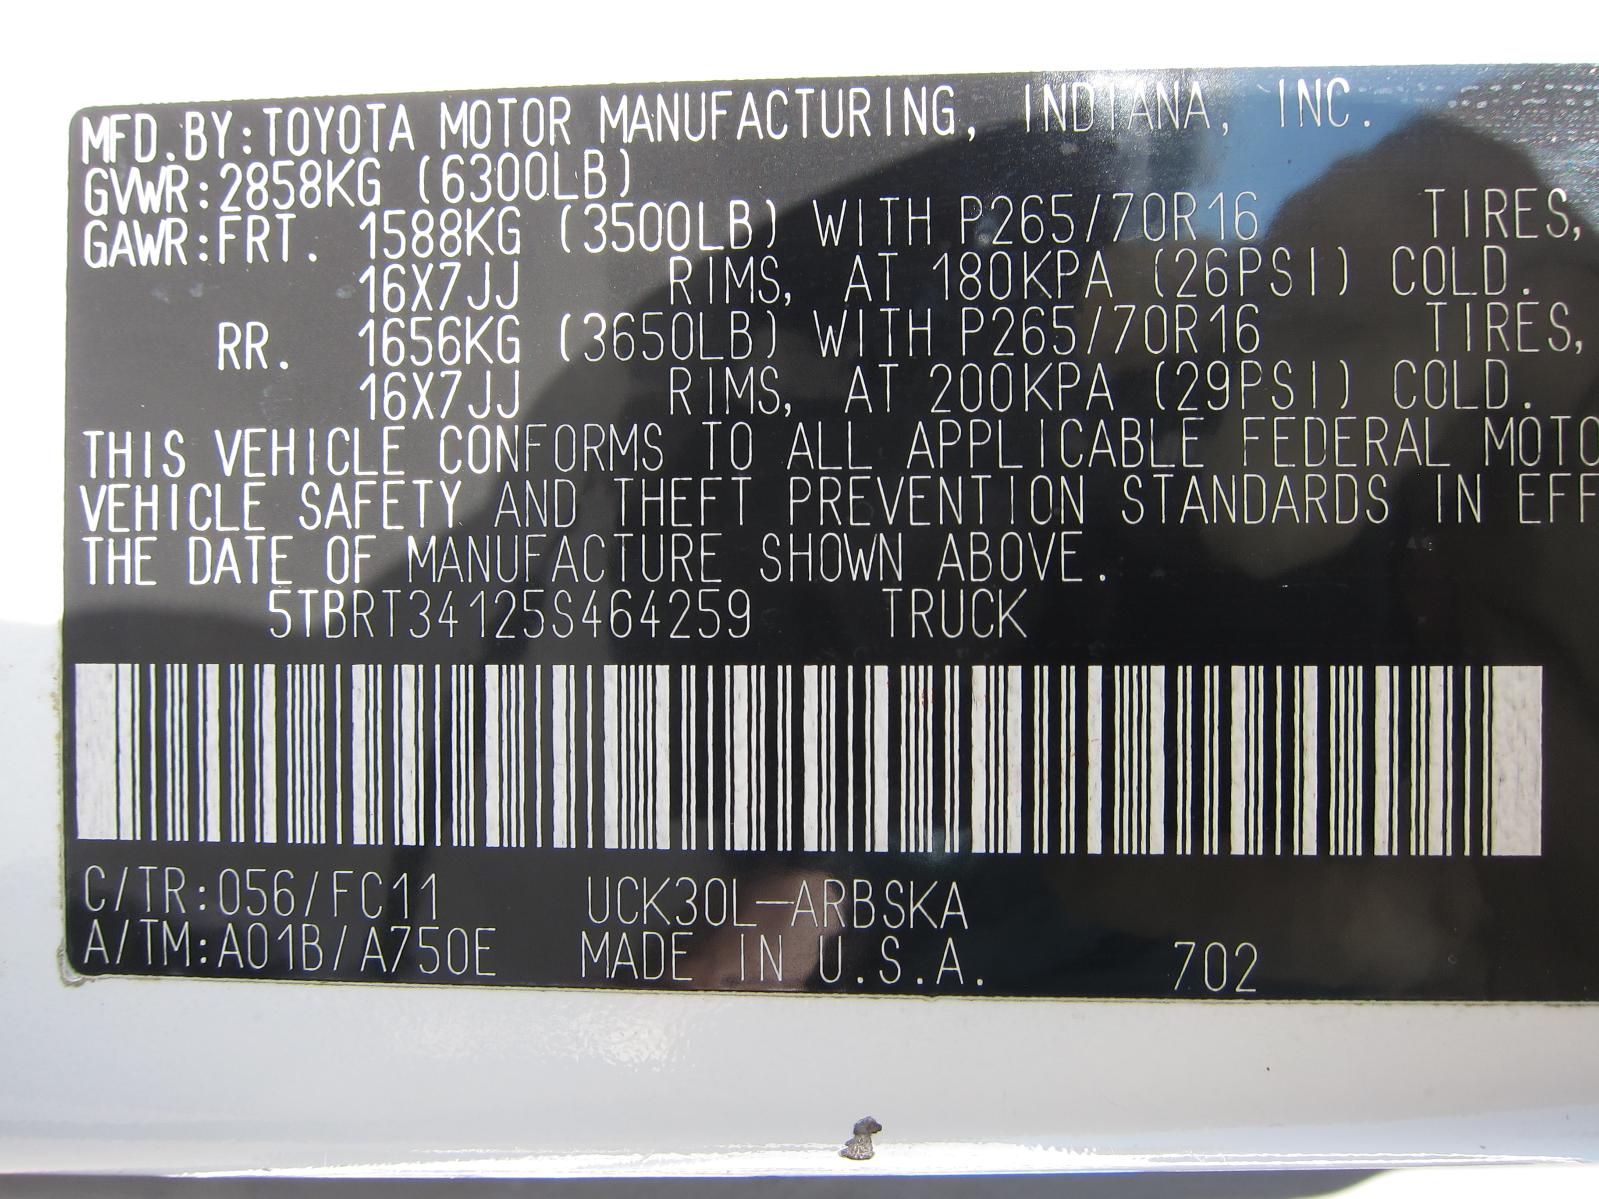 MFD. BY: TOYOTA MOTOR MANUFACTURING, INDIANA, INC.
GVWR: 2858KG (6300LB)
GAWR: FRT. 1588KG (3500LB) WITH P265/70R16 TIRES,
16X7JJ RIMS, AT 180KPA (26PSI) COLD.
RR. 1656KG (3650LB) WITH P265/70R16 TIRES,
16X7JJ RIMS, AT 200KPA (29PSI) COLD.
THIS VEHICLE CONFORMS TO ALL APPLICABLE FEDERAL MOTO
VEHICLE SAFETY AND THEFT PREVENTION STANDARDS IN EFF
THE DATE OF MANUFACTURE SHOWN ABOVE.
5TBRT34125S464259 TRUCK
C/TR: 056/FC11 UCK30L-ARBSKA
A/TM: A01B/A750E MADE IN U.S.A. 702